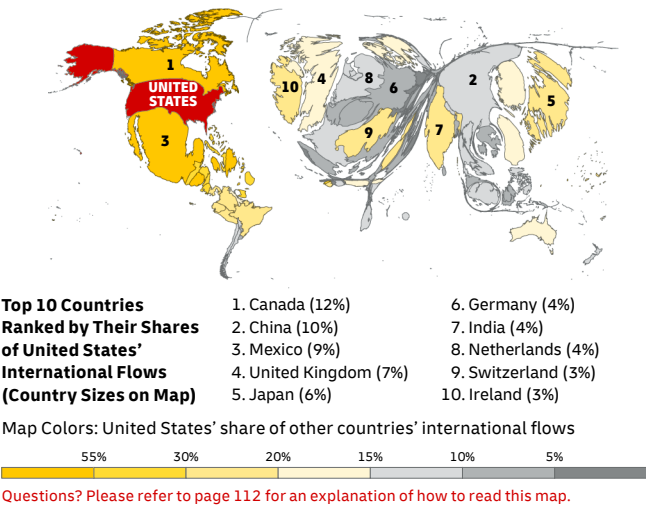 1
UNITED
STATES
3
10
4
8
6
9
7
2
5
Top 10 Countries
Ranked by Their Shares
of United States’
International Flows
(Country Sizes on Map)
1. Canada (12%)
2. China (10%)
3. Mexico (9%)
4. United Kingdom (7%)
5. Japan (6%)
6. Germany (4%)
7. India (4%)
8. Netherlands (4%)
9. Switzerland (3%)
10. Ireland (3%)
Map Colors: United States’ share of other countries’ international flows
55% 30% 20% 15% 10% 5%
Questions? Please refer to page 112 for an explanation of how to read this map.